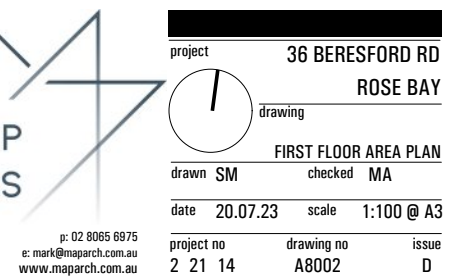 P
S
p: 02 8065 6975
e: mark@maparch.com.au
www.maparch.com.au
project 36 BERESFORD RD
ROSE BAY
drawing
FIRST FLOOR AREA PLAN
drawn SM checked MA
date 20.07.23 scale 1:100 @ A3
project no drawing no issue
2 21 14 A8002 D